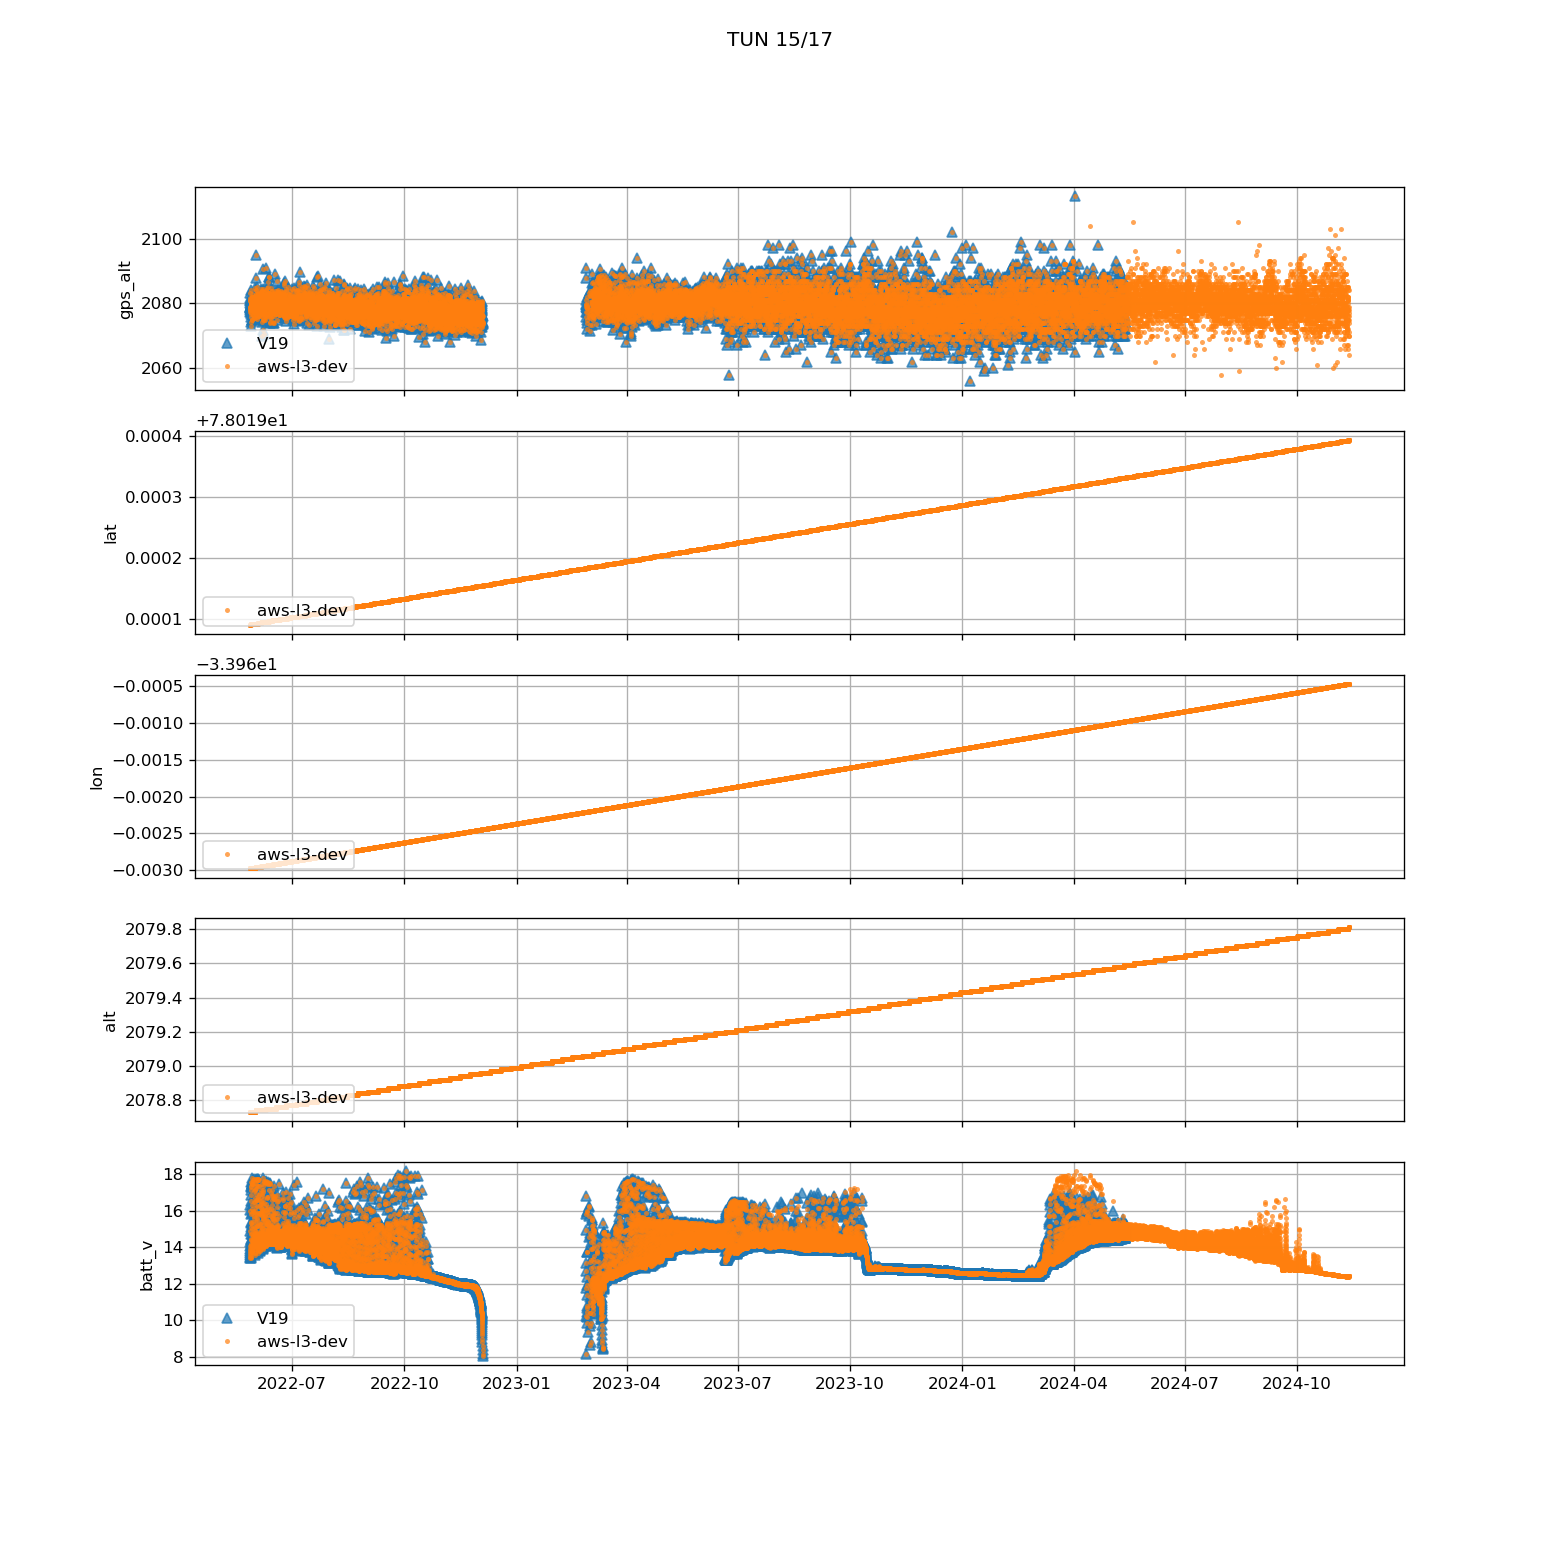 TUN 15/17
gps_alt
2100
2080
2060
V19
aws-l3-dev
+7.8019e1
lat
0.0004
0.0003
0.0002
0.0001
aws-l3-dev
−3.396e1
lon
−0.0005
−0.0010
−0.0015
−0.0020
−0.0025
−0.0030
aws-l3-dev
alt
2079.8
2079.6
2079.4
2079.2
2079.0
2078.8
aws-l3-dev
batt_v
18
16
14
12
10
8
V19
aws-l3-dev
2022-07 2022-10 2023-01 2023-04 2023-07 2023-10 2024-01 2024-04 2024-07 2024-10